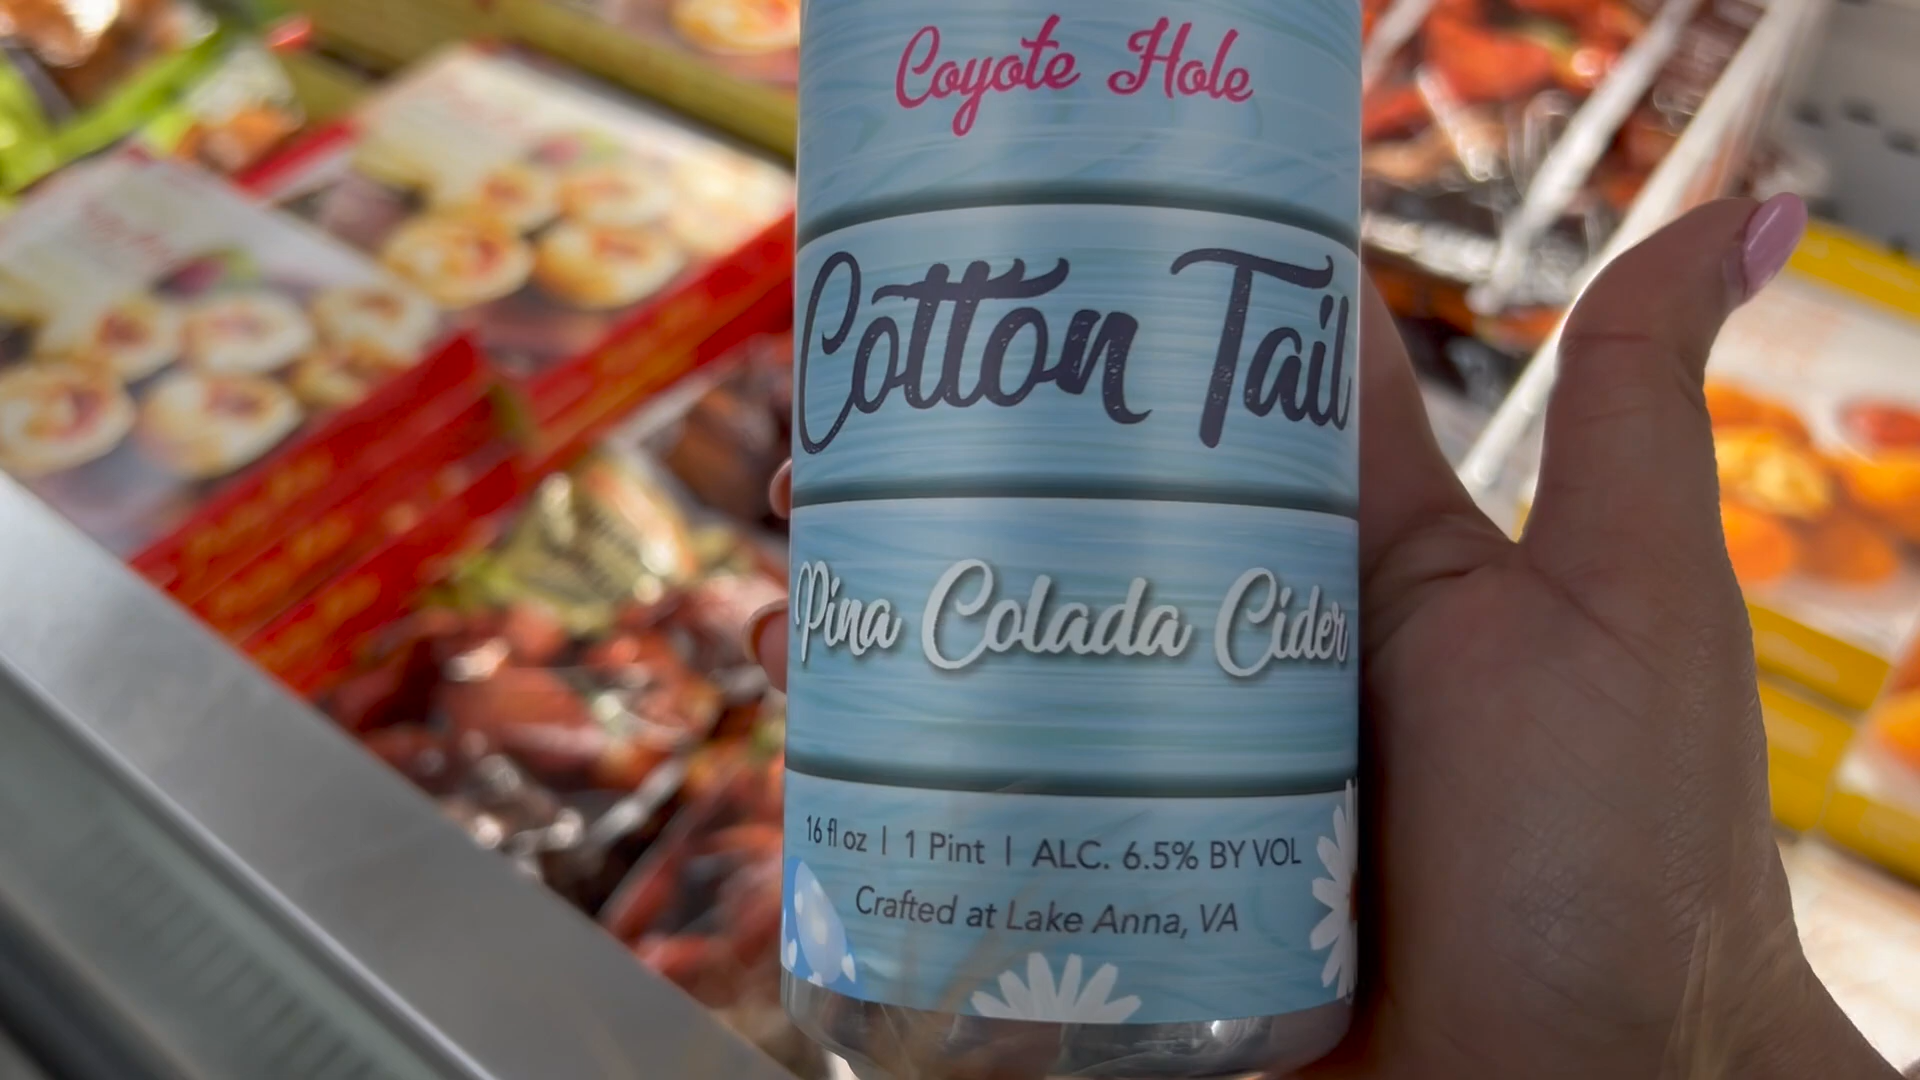 Coyote Hole
Cotton Tail
Pina Colada Cider
16 fl oz | 1 Pint | ALC. 6.5% BY VOL
Crafted at Lake Anna, VA